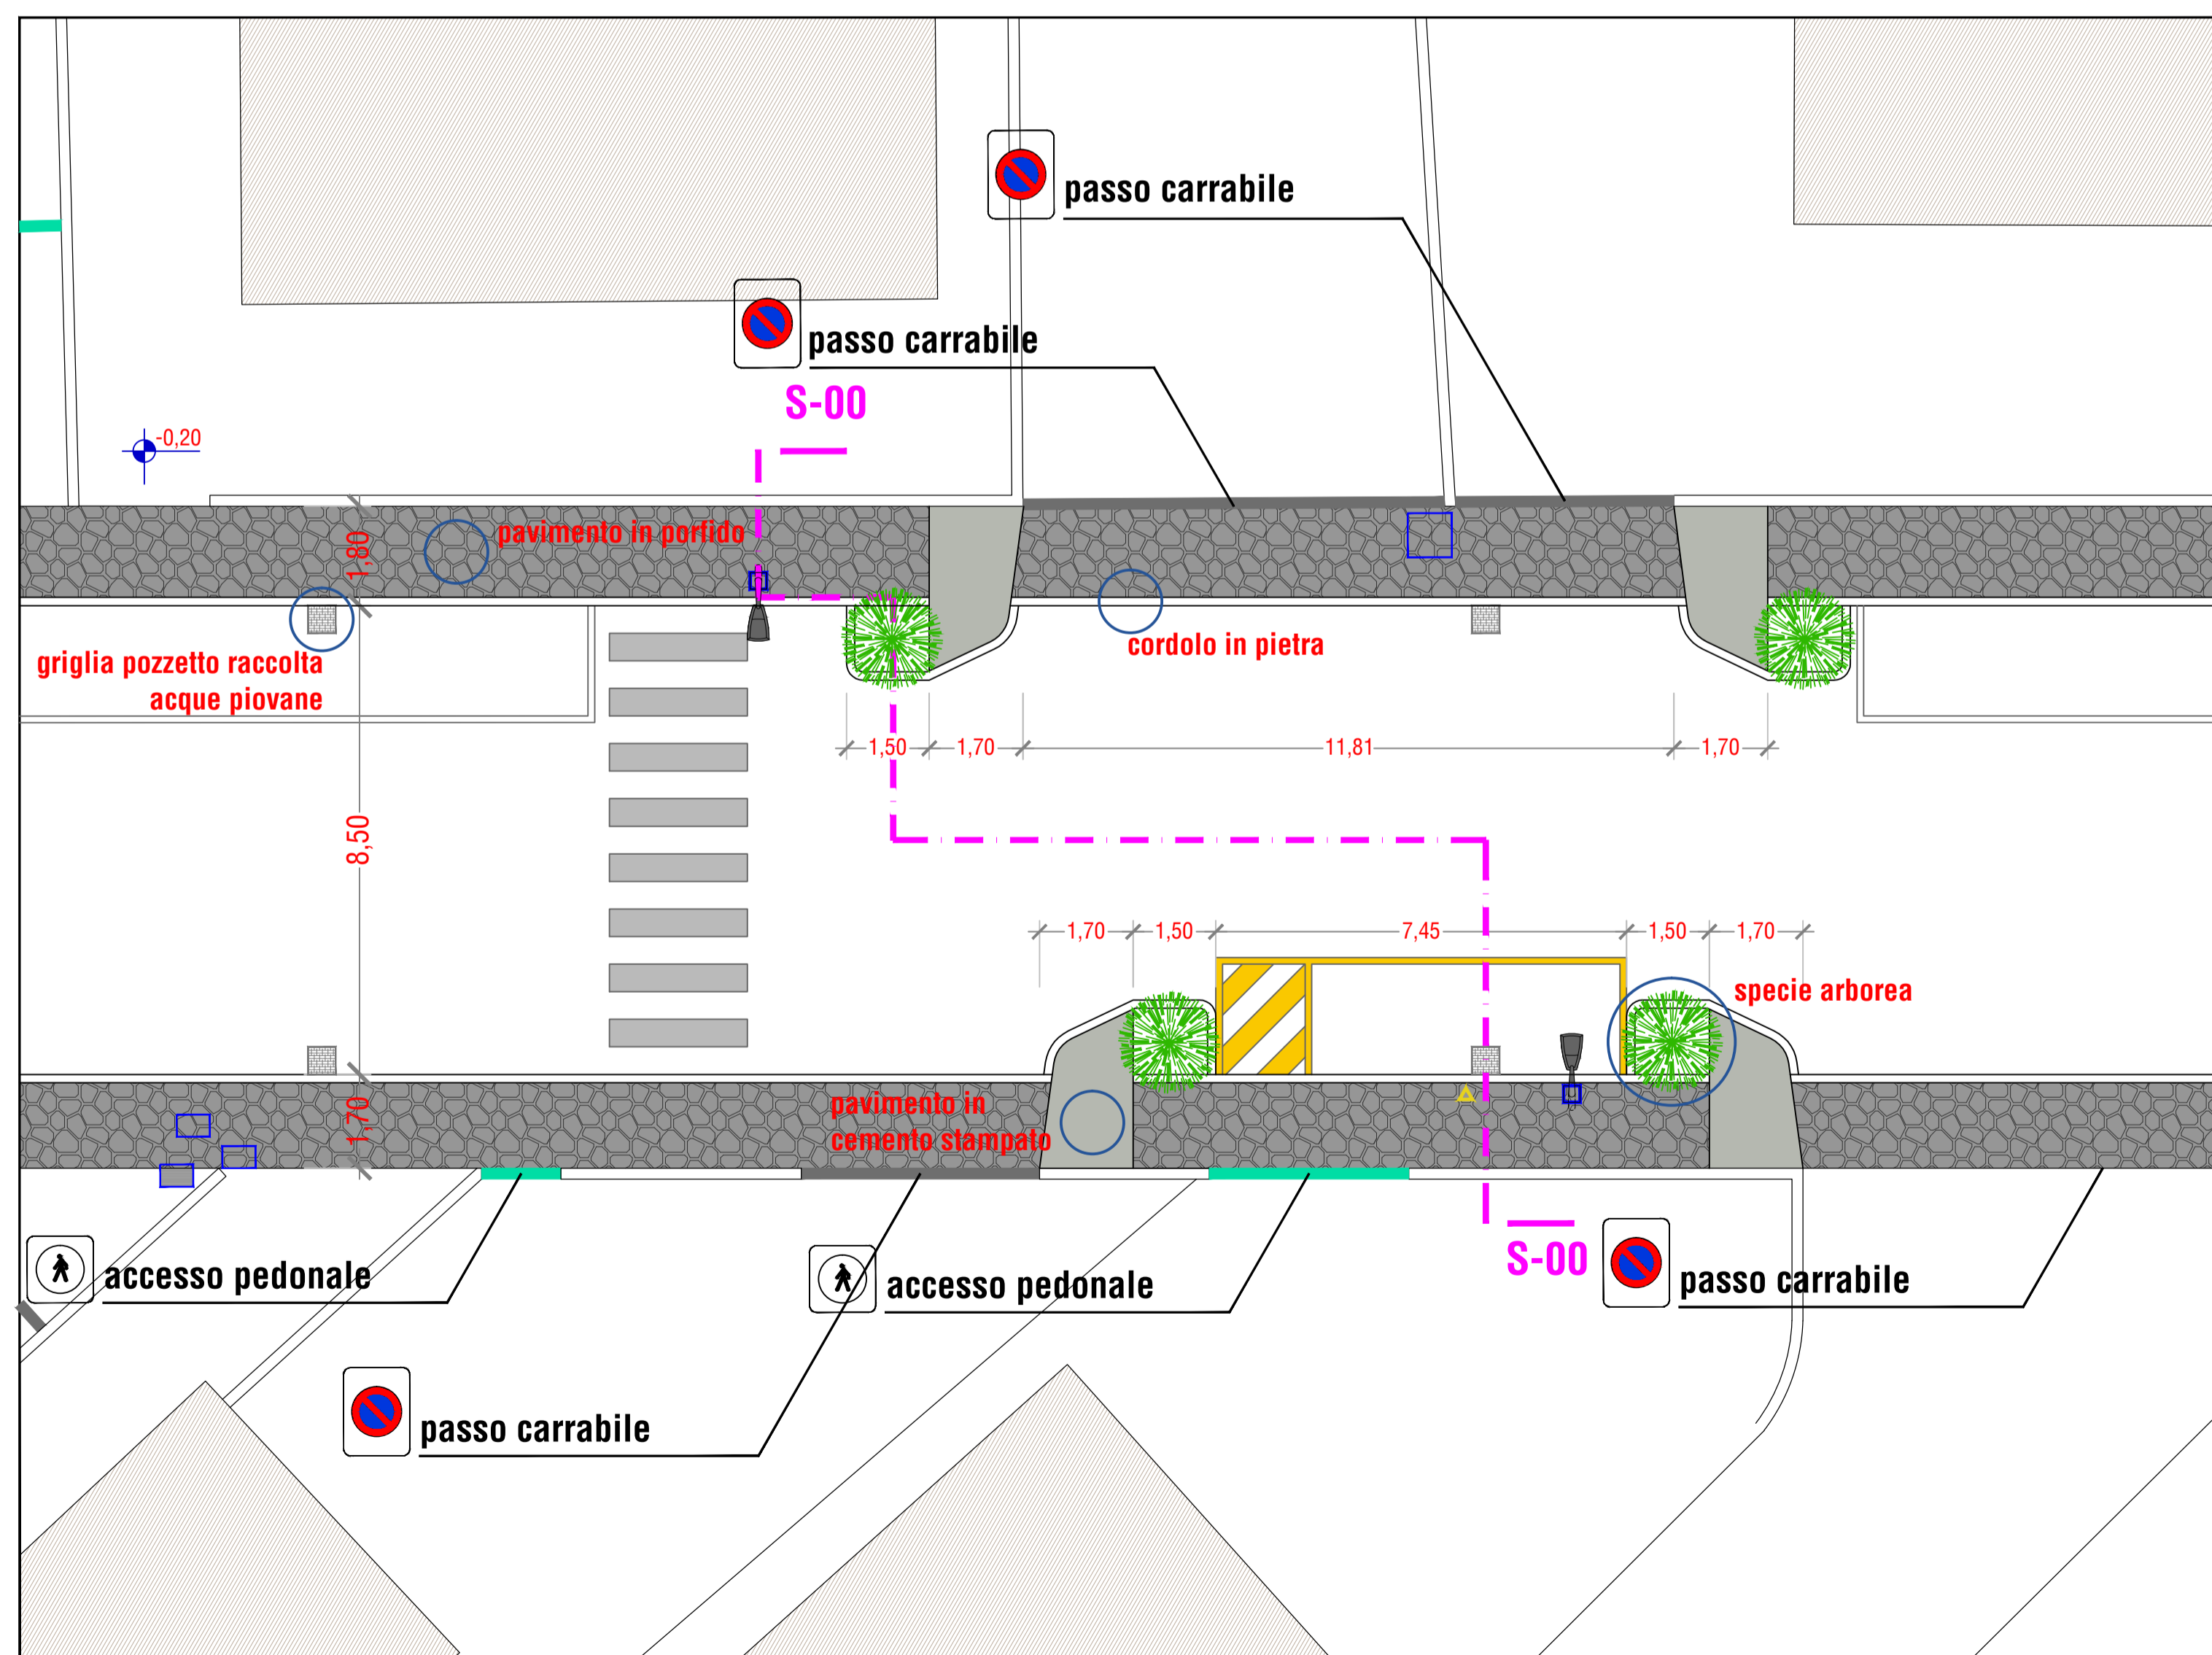 passo carrabile
passo carrabile
S-00
-0,20
pavimento in porfido
1,80
cordolo in pietra
griglia pozzetto raccolta
acque piovane
1,50
1,70
11,81
1,70
8,50
1,70
1,50
7,45
1,50
1,70
specie arborea
pavimento in
cemento stampato
1,70
S-00
accesso pedonale
accesso pedonale
passo carrabile
passo carrabile